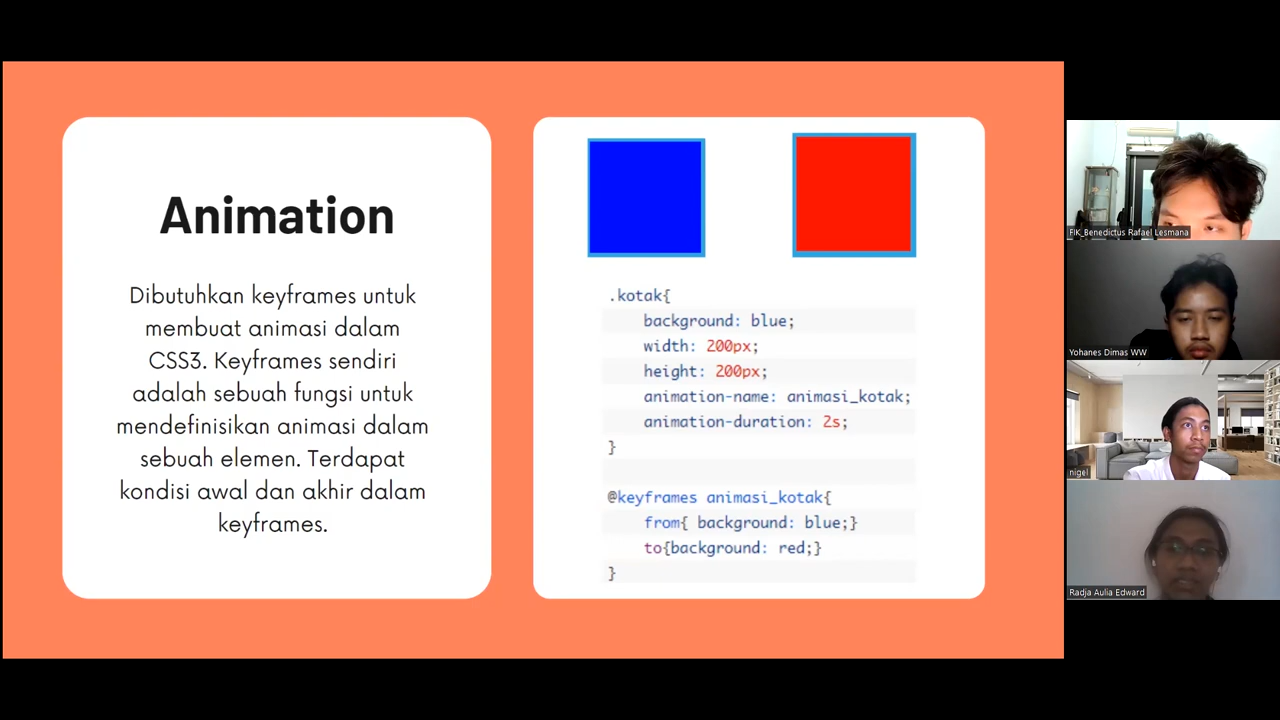 Animation
Dibutuhkan keyframes untuk
membuat animasi dalam
CSS3. Keyframes sendiri
adalah sebuah fungsi untuk
mendefinisikan animasi dalam
sebuah elemen. Terdapat
kondisi awal dan akhir dalam
keyframes.
.kotak{
background: blue;
width: 200px;
height: 200px;
animation-name: animasi_kotak;
animation-duration: 2s;
}
@keyframes animasi_kotak{
from{ background: blue;}
to{background: red;}
}
FIK_Benedictus Rafael Lesmana
Yohanes Dimas WW
nigel
Radja Aulia Edward